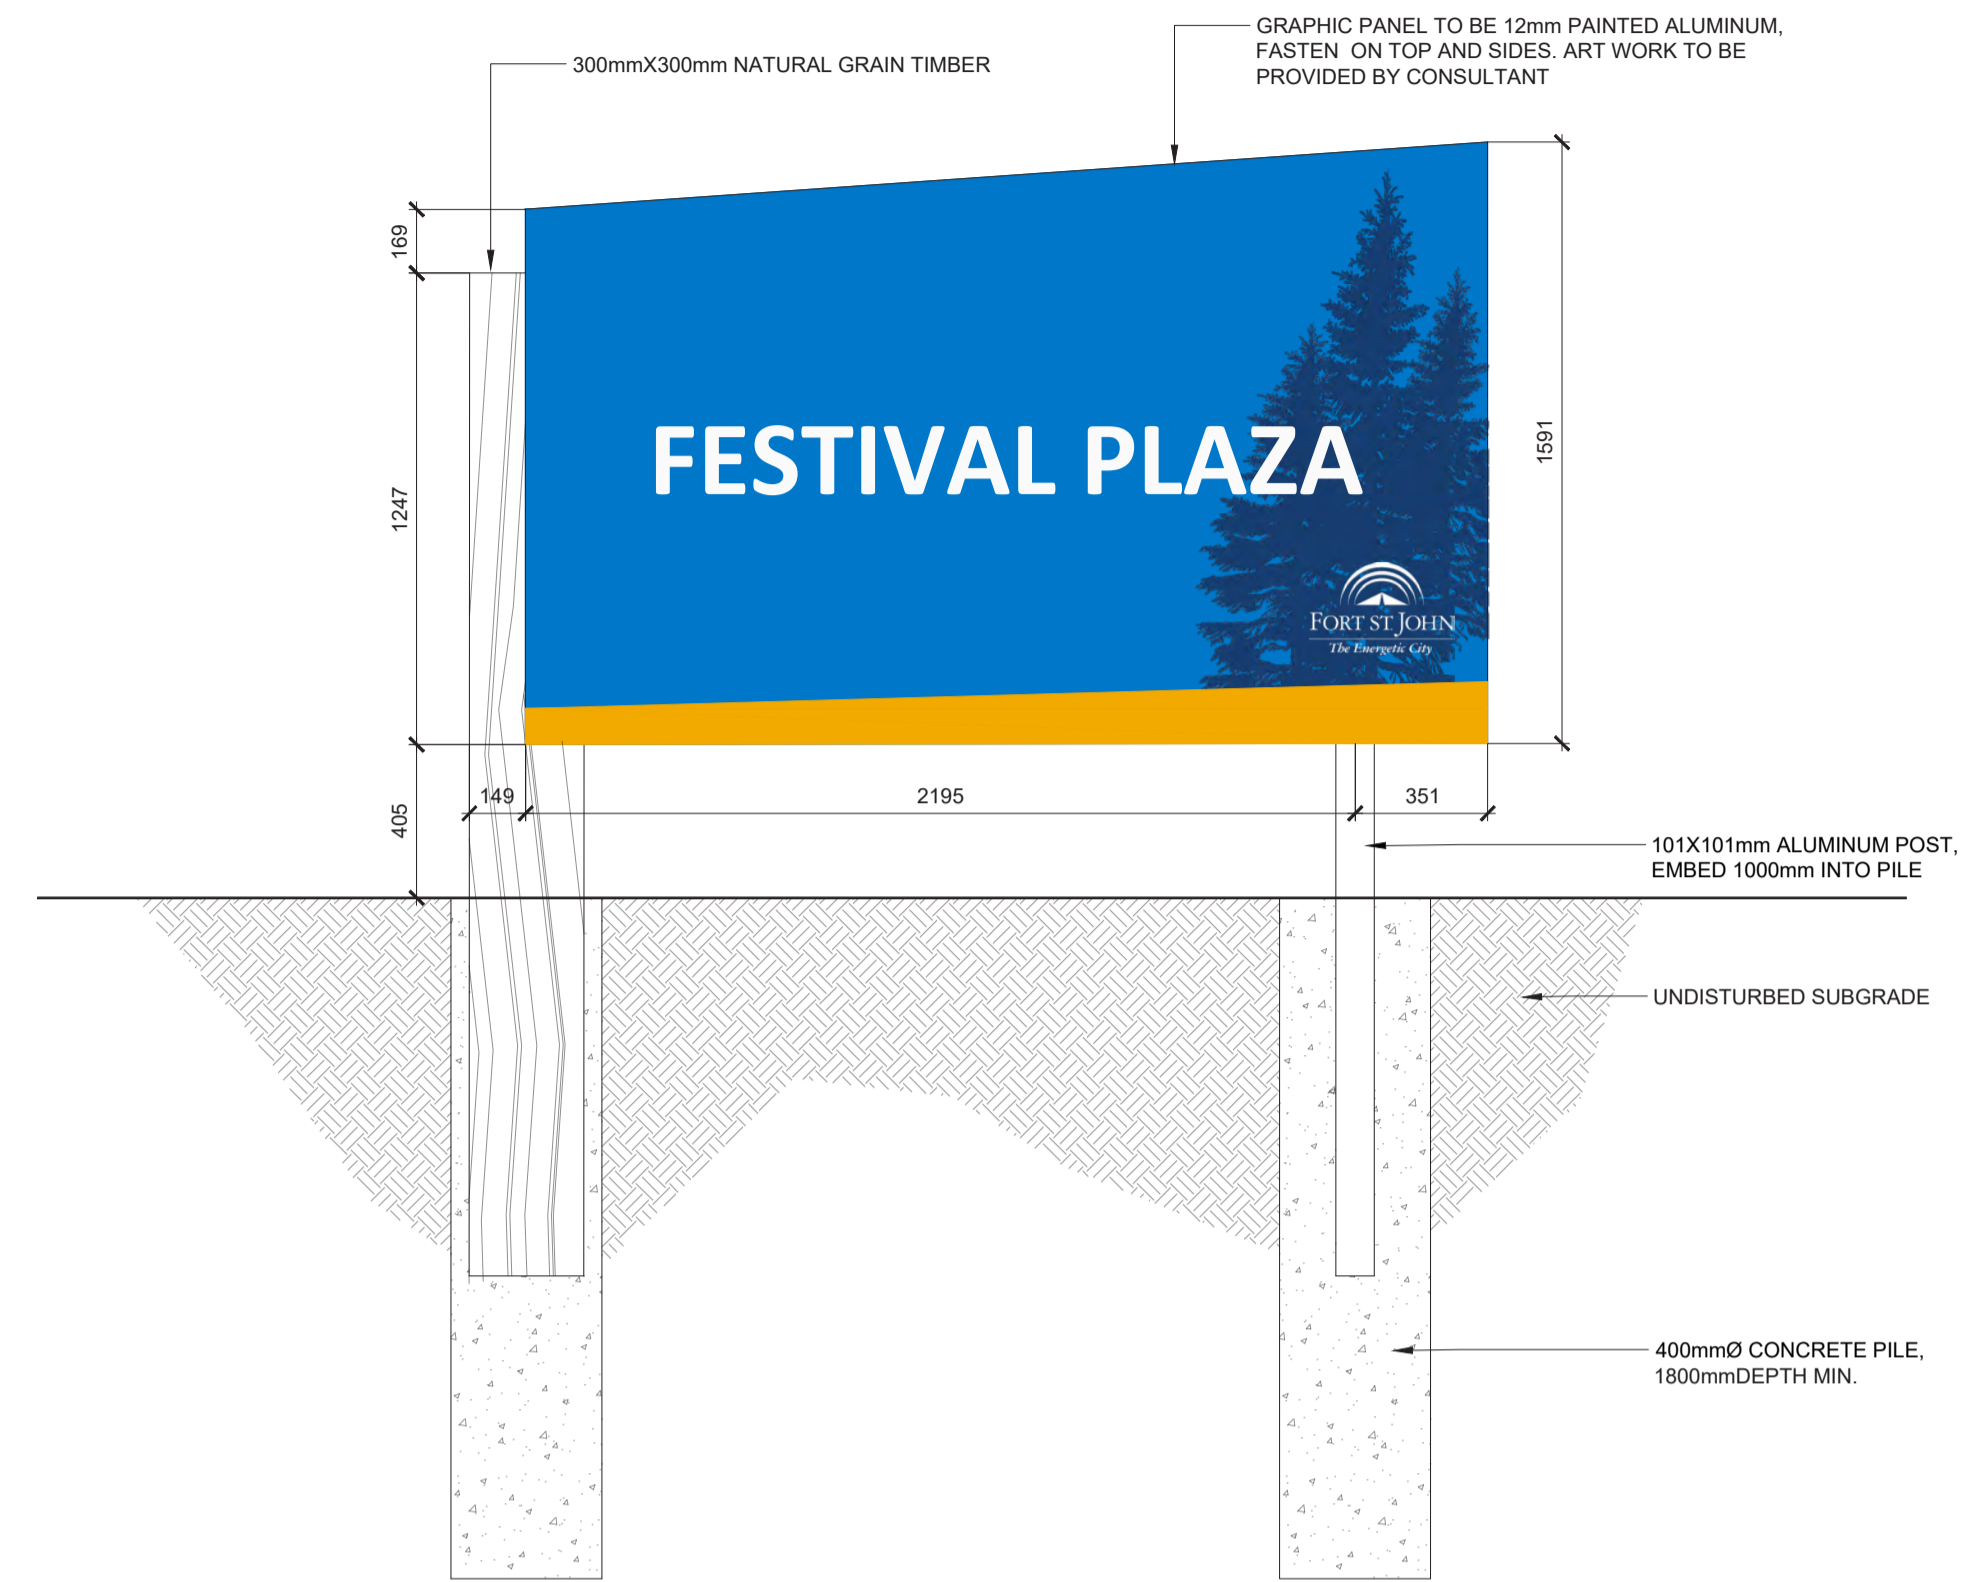 GRAPHIC PANEL TO BE 12mm PAINTED ALUMINUM,
FASTEN ON TOP AND SIDES. ART WORK TO BE
PROVIDED BY CONSULTANT
300mmX300mm NATURAL GRAIN TIMBER
169
1247
405
1591
FESTIVAL PLAZA
FORT ST. JOHN
The Energetic City
149
2195
351
101X101mm ALUMINUM POST,
EMBED 1000mm INTO PILE
UNDISTURBED SUBGRADE
400mmØ CONCRETE PILE,
1800mmDEPTH MIN.